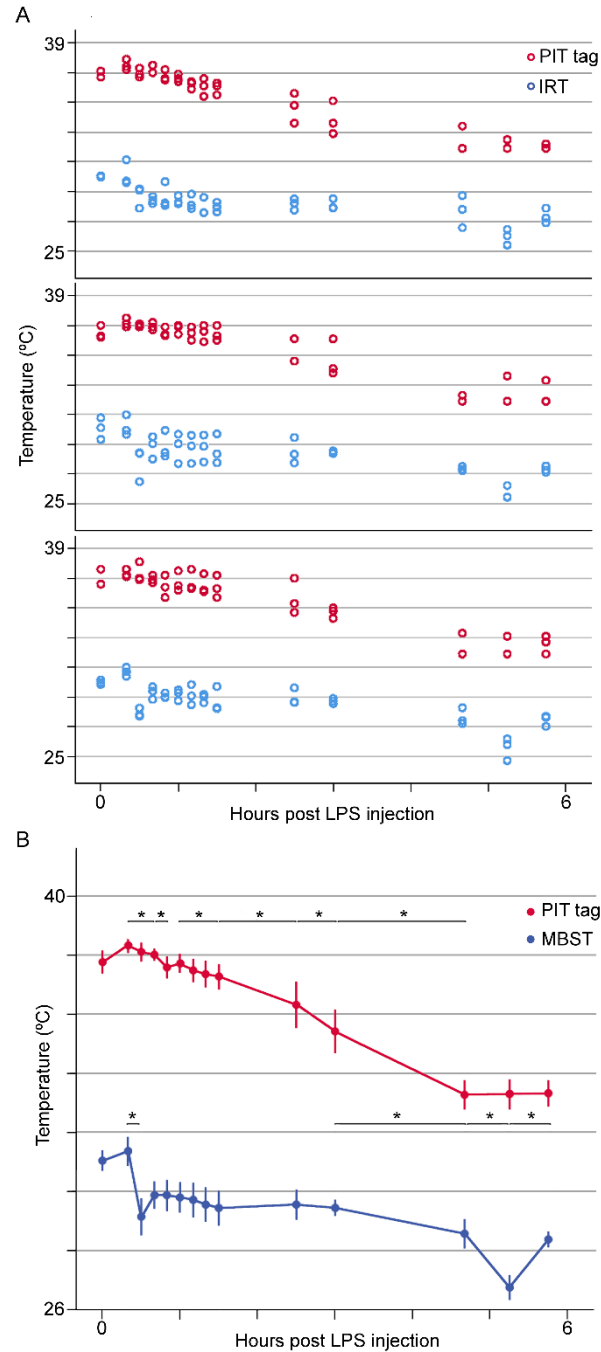 A
39
PIT tag
IRT
25
39
Temperature (ºC)
25
39
25
0
6
Hours post LPS injection
B
40
* * * * * *
PIT tag
MBST
Temperature (ºC)
* * * *
26
0
6
Hours post LPS injection